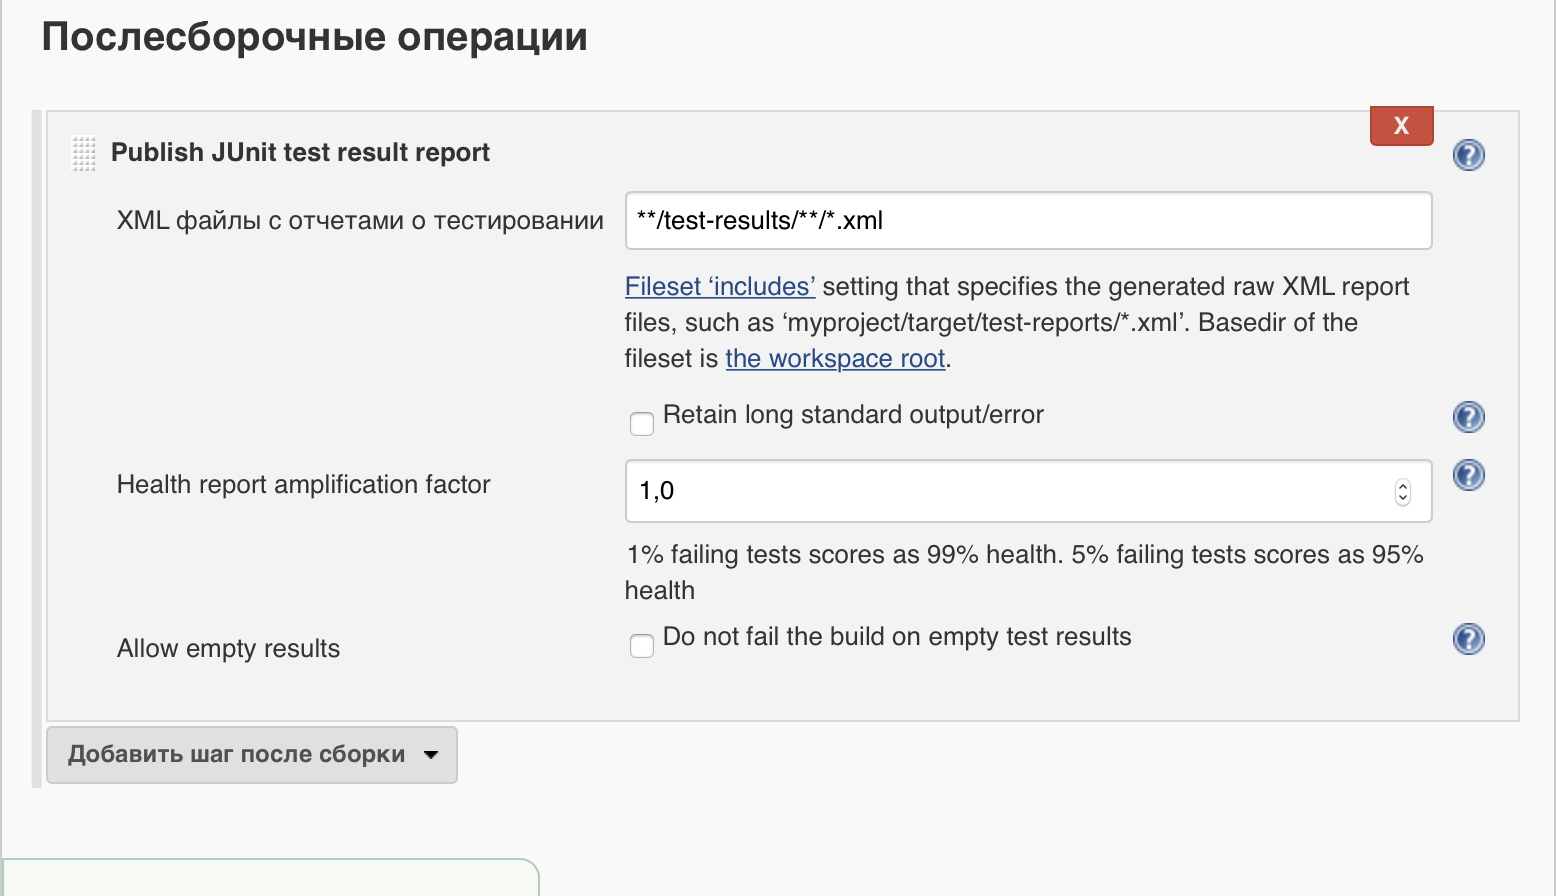 Послесборочные операции
X
Publish JUnit test result report
?
XML файлы с отчетами о тестировании
**/test-results/**/*.xml
Fileset ‘includes’ setting that specifies the generated raw XML report
files, such as ‘myproject/target/test-reports/*.xml’. Basedir of the
fileset is the workspace root.
Retain long standard output/error
?
Health report amplification factor
1,0
?
1% failing tests scores as 99% health. 5% failing tests scores as 95%
health
Allow empty results
Do not fail the build on empty test results
?
Добавить шаг после сборки